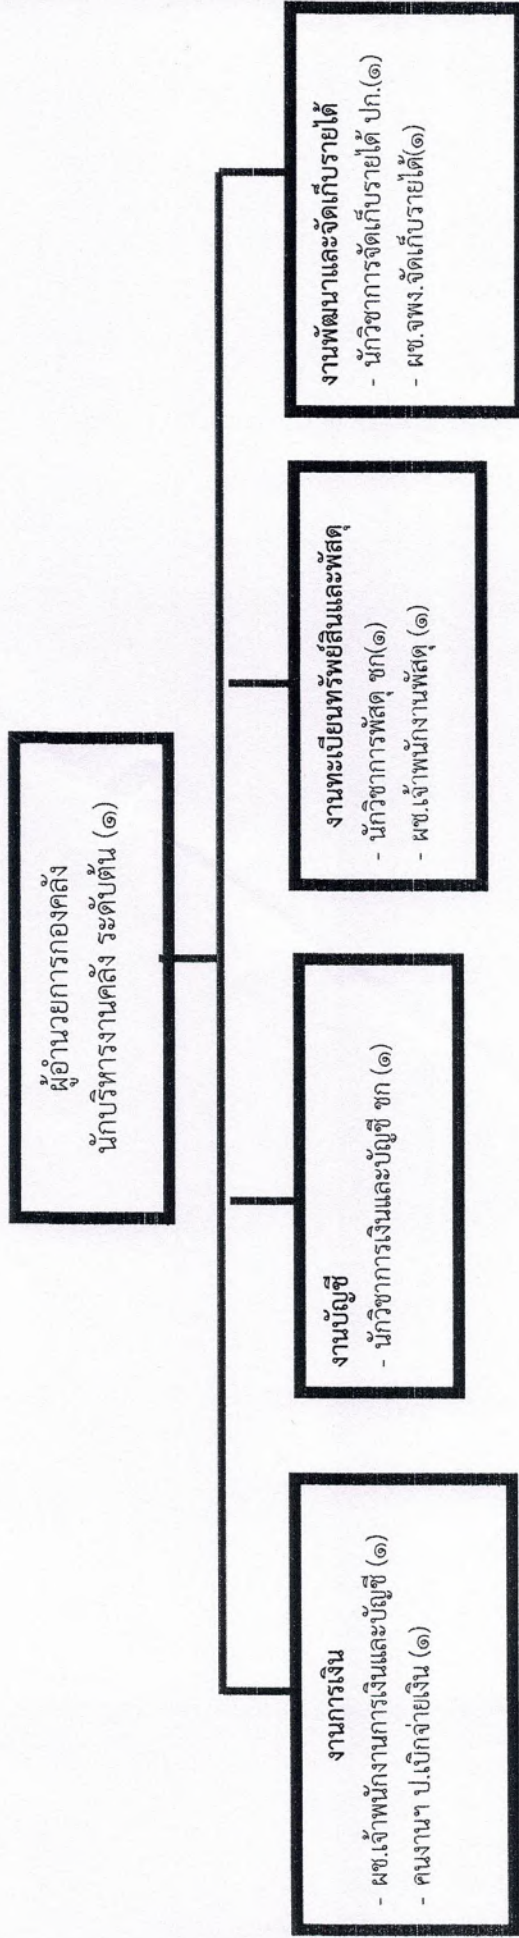 ผู้อำนวยการกองคลัง
นักบริหารงานคลัง ระดับต้น (๑)
งานการเงิน
- ผช.เจ้าพนักงานการเงินและบัญชี (๑)
- คนงานฯ ป.เบิกจ่ายเงิน (๑)
งานบัญชี
- นักวิชาการเงินและบัญชี ชก (๑)
งานทะเบียนทรัพย์สินและพัสดุ
- นักวิชาการพัสดุ ชก(๑)
- ผช.เจ้าพนักงานพัสดุ (๑)
งานพัฒนาและจัดเก็บรายได้
- นักวิชาการจัดเก็บรายได้ ปก.(๑)
- ผช.จพง.จัดเก็บรายได้(๑)